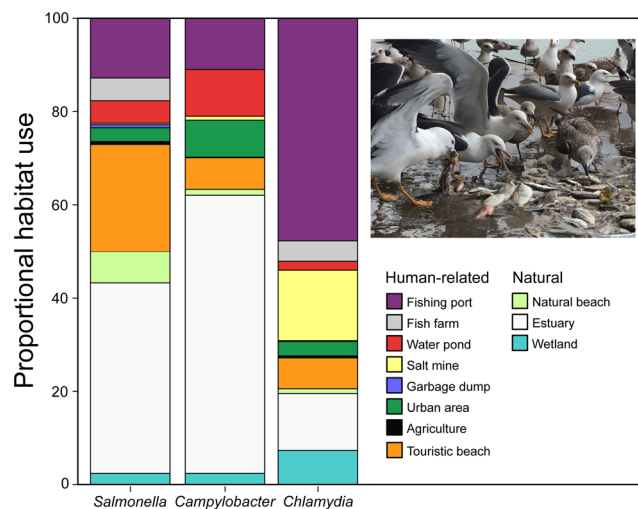 100
80
60
40
20
0
Proportional habitat use
Salmonella Campylobacter Chlamydia
Human-related
Fishing port
Fish farm
Water pond
Salt mine
Garbage dump
Urban area
Agriculture
Touristic beach
Natural
Natural beach
Estuary
Wetland